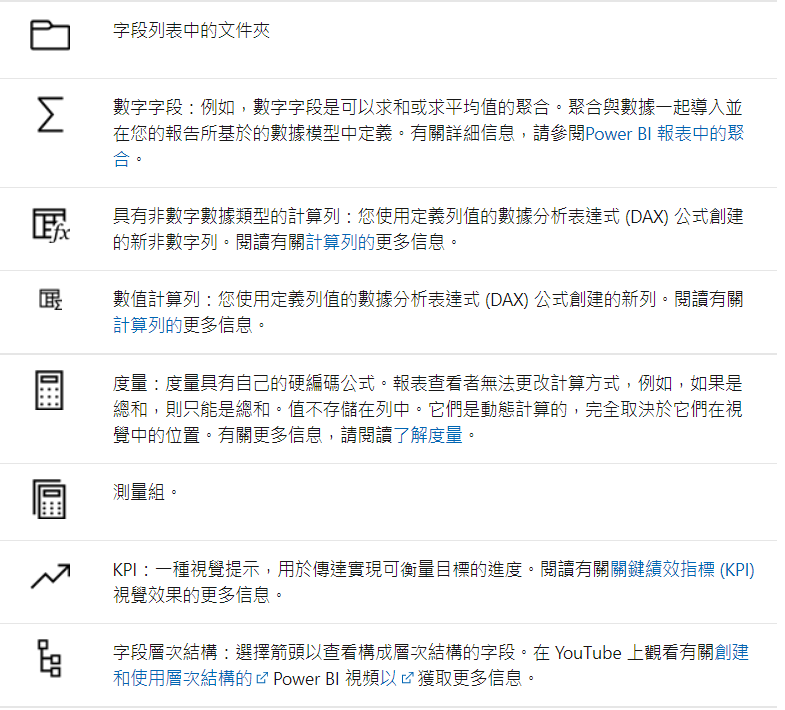 字段列表中的文件夾
數字字段：例如，數字字段是可以求和或求平均值的聚合。聚合與數據一起導入並
在您的報告所基於的數據模型中定義。有關詳細信息，請參閱Power BI 報表中的聚
合。
具有非數字數據類型的計算列：您使用定義列值的數據分析表達式 (DAX) 公式創建
的新非數字列。閱讀有關計算列的更多信息。
數值計算列：您使用定義列值的數據分析表達式 (DAX) 公式創建的新列。閱讀有關
計算列的更多信息。
度量：度量具有自己的硬編碼公式。報表查看者無法更改計算方式，例如，如果是
總和，則只能是總和。值不存儲在列中。它們是動態計算的，完全取決於它們在視
覺中的位置。有關更多信息，請閱讀了解度量。
測量組。
KPI：一種視覺提示，用於傳達實現可衡量目標的進度。閱讀有關關鍵績效指標 (KPI)
視覺效果的更多信息。
字段層次結構：選擇箭頭以查看構成層次結構的字段。在 YouTube 上觀看有關創建
和使用層次結構的 Power BI 視頻以 獲取更多信息。